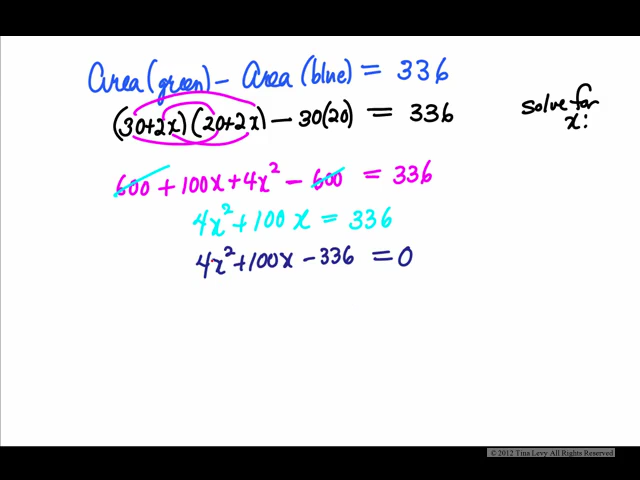 Area (green) - Area (blue) = 336
(30+2x)(20+2x) - 30(20) = 336
solve for
x:
600 + 100x + 4x² - 600 = 336
4x² + 100x = 336
4x² + 100x - 336 = 0
© 2012 Tina Levy All Rights Reserved